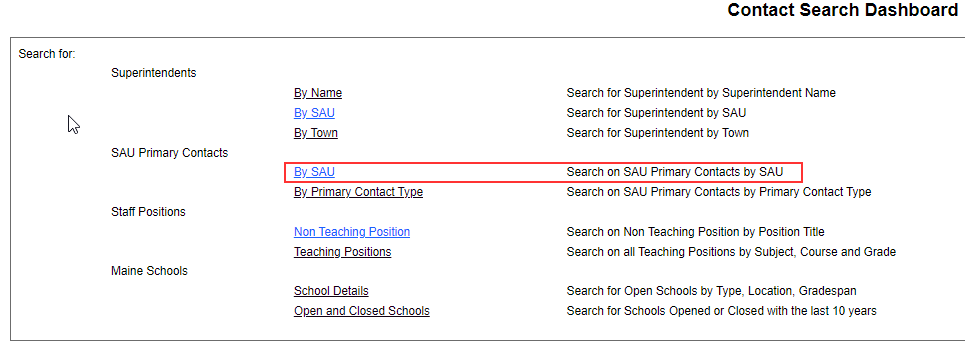 Contact Search Dashboard
Search for:
Superintendents
By Name Search for Superintendent by Superintendent Name
By SAU Search for Superintendent by SAU
By Town Search for Superintendent by Town
SAU Primary Contacts
By SAU Search on SAU Primary Contacts by SAU
By Primary Contact Type Search on SAU Primary Contacts by Primary Contact Type
Staff Positions
Non Teaching Position Search on Non Teaching Position by Position Title
Teaching Positions Search on all Teaching Positions by Subject, Course and Grade
Maine Schools
School Details Search for Open Schools by Type, Location, Gradespan
Open and Closed Schools Search for Schools Opened or Closed with the last 10 years